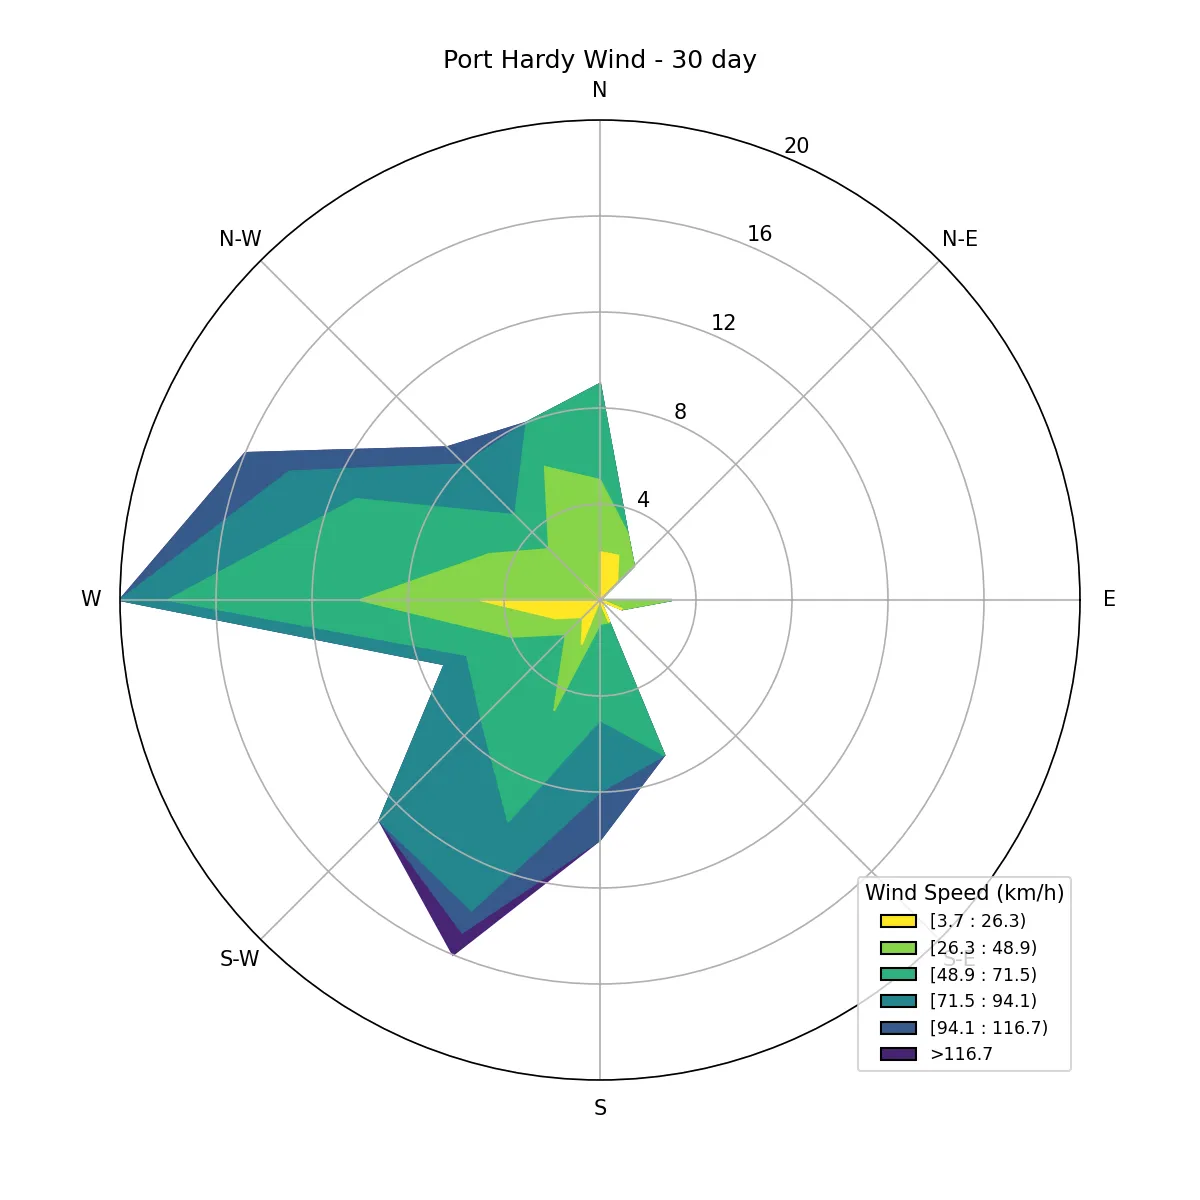 Port Hardy Wind - 30 day
N
20
N-W
16
N-E
12
8
4
W
E
S-W
S-E
Wind Speed (km/h)
[3.7 : 26.3)
[26.3 : 48.9)
[48.9 : 71.5)
[71.5 : 94.1)
[94.1 : 116.7)
>116.7
S